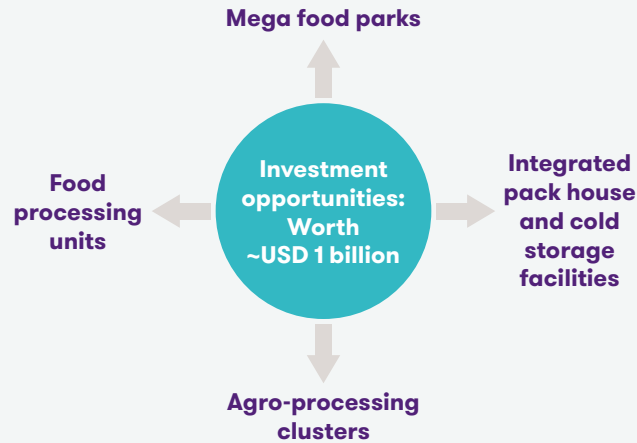 Mega food parks
Investment
opportunities:
Worth
~USD 1 billion
Food
processing
units
Integrated
pack house
and cold
storage
facilities
Agro-processing
clusters